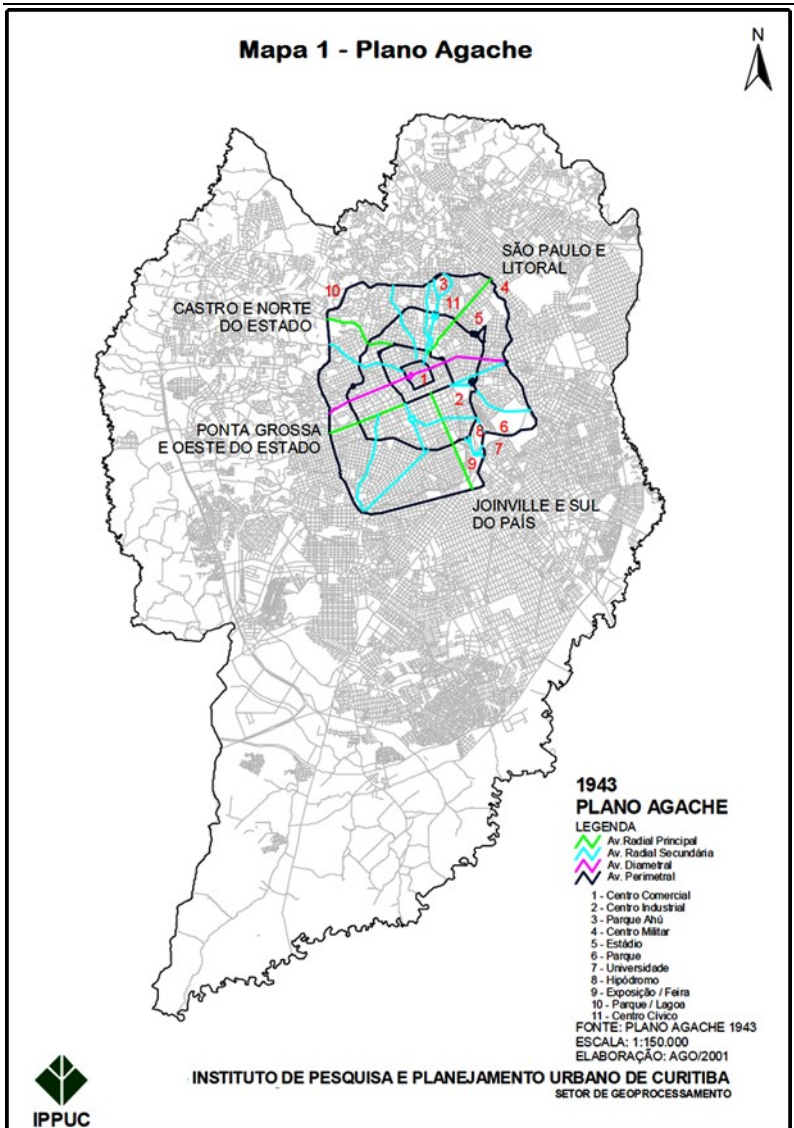 Mapa 1 - Plano Agache
N
SÃO PAULO E
LITORAL
3
4
10
11
CASTRO E NORTE
DO ESTADO
5
1
2
PONTA GROSSA
E OESTE DO ESTADO
8
6
7
9
JOINVILLE E SUL
DO PAÍS
1943
PLANO AGACHE
LEGENDA
Av.Radial Principal
Av. Radial Secundária
Av. Diametral
Av. Perimetral
1 - Centro Comercial
2 - Centro Industrial
3 - Parque Ahú
4 - Centro Militar
5 - Estádio
6 - Parque
7 - Universidade
8 - Hipódromo
9 - Exposição / Feira
10 - Parque / Lagoa
11 - Centro Cívico
FONTE: PLANO AGACHE 1943
ESCALA: 1:150.000
ELABORAÇÃO: AGO/2001
INSTITUTO DE PESQUISA E PLANEJAMENTO URBANO DE CURITIBA
SETOR DE GEOPROCESSAMENTO
IPPUC